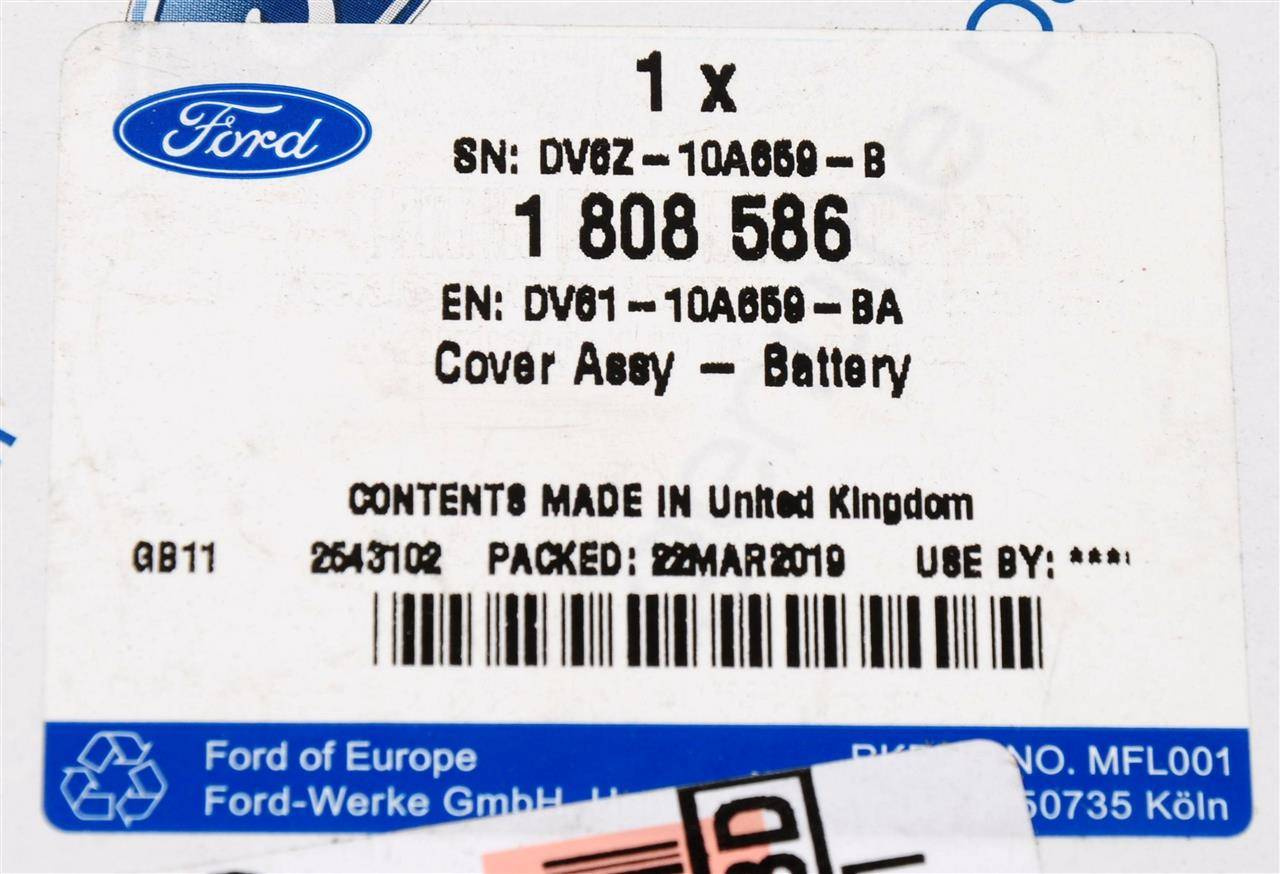 Ford
1 x
SN: DV6Z-10A659-B
1 808 586
EN: DV61-10A659-BA
Cover Assy - Battery
CONTENTS MADE IN United Kingdom
GB11 2543102 PACKED: 22MAR2019 USE BY: ***
Ford of Europe NO. MFL001
Ford-Werke GmbH 50735 Köln